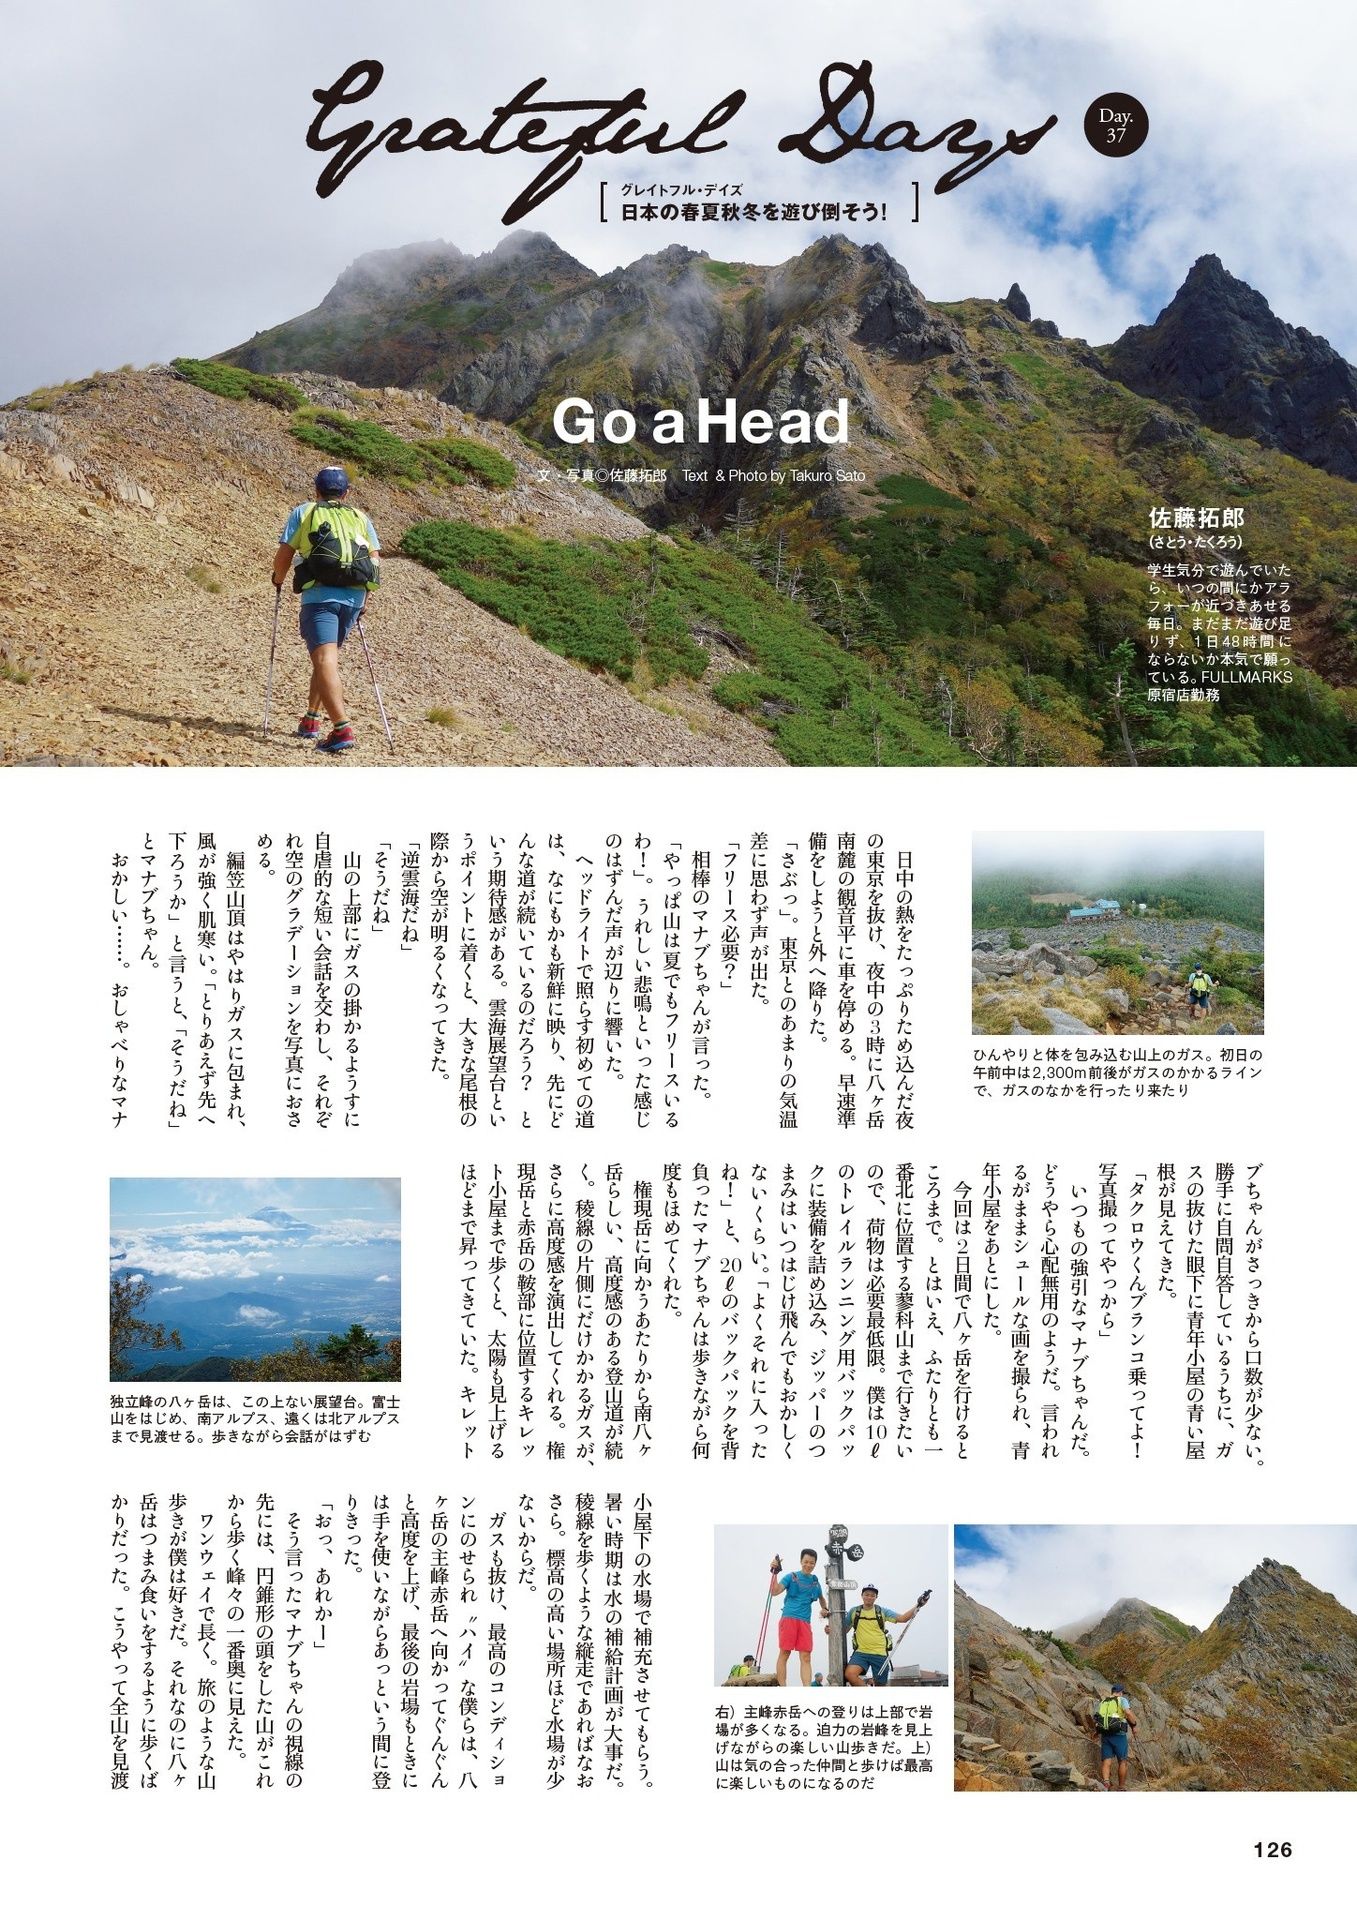 Grateful Days
Day.
37
グレイトフル・デイズ
日本の春夏秋冬を遊び倒そう！
Go a Head
文・写真◎佐藤拓郎　Text & Photo by Takuro Sato
佐藤拓郎
（さとう・たくろう）
学生気分で遊んでいた
ら、いつの間にかアラ
フォーが近づきあせる
毎日。まだまだ遊び足
りず、1日48時間に
ならないか本気で願っ
ている。FULLMARKS
原宿店勤務
日中の熱をたっぷりため込んだ夜
の東京を抜け、夜中の3時に八ヶ岳
南麓の観音平に車を停める。早速準
備をしようと外へ降りた。
「さぶっ」。東京とのあまりの気温
差に思わず声が出た。
「フリース必要？」
相棒のマナブちゃんが言った。
「やっぱ山は夏でもフリースいる
わ！」。うれしい悲鳴といった感じ
のはずんだ声が辺りに響いた。
ヘッドライトで照らす初めての道
は、なにもかも新鮮に映り、先にど
んな道が続いているのだろう？　と
いう期待感がある。雲海展望台とい
うポイントに着くと、大きな尾根の
際から空が明るくなってきた。
「逆雲海だね」
「そうだね」
山の上部にガスの掛かるようすに
自虐的な短い会話を交わし、それぞ
れ空のグラデーションを写真におさ
める。
編笠山頂はやはりガスに包まれ、
風が強く肌寒い。「とりあえず先へ
下ろうか」と言うと、「そうだね」
とマナブちゃん。
おかしい……。おしゃべりなマナ
ひんやりと体を包み込む山上のガス。初日の
午前中は2,300m前後がガスのかかるライン
で、ガスのなかを行ったり来たり
ブちゃんがさっきから口数が少ない。
勝手に自問自答しているうちに、ガ
スの抜けた眼下に青年小屋の青い屋
根が見えてきた。
「タクロウくんブランコ乗ってよ！
写真撮ってやっから」
いつもの強引なマナブちゃんだ。
どうやら心配無用のようだ。言われ
るがままシュールな画を撮られ、青
年小屋をあとにした。
今回は2日間で八ヶ岳を行けると
ころまで。とはいえ、ふたりとも一
番北に位置する蓼科山まで行きたい
ので、荷物は必要最低限。僕は10ℓ
のトレイルランニング用バックパッ
クに装備を詰め込み、ジッパーのつ
まみはいつはじけ飛んでもおかしく
ないくらい。「よくそれに入った
ね！」と、20ℓのバックパックを背
負ったマナブちゃんは歩きながら何
度もほめてくれた。
権現岳に向かうあたりから南八ヶ
岳らしい、高度感のある登山道が続
く。稜線の片側にだけかかるガスが、
さらに高度感を演出してくれる。権
現岳と赤岳の鞍部に位置するキレッ
ト小屋まで歩くと、太陽も見上げる
ほどまで昇ってきていた。キレット
独立峰の八ヶ岳は、この上ない展望台。富士
山をはじめ、南アルプス、遠くは北アルプス
まで見渡せる。歩きながら会話がはずむ
小屋下の水場で補充させてもらう。
暑い時期は水の補給計画が大事だ。
稜線を歩くような縦走であればなお
さら。標高の高い場所ほど水場が少
ないからだ。
ガスも抜け、最高のコンディショ
ンにのせられ〝ハイ〟な僕らは、八
ヶ岳の主峰赤岳へ向かってぐんぐん
と高度を上げ、最後の岩場もときに
は手を使いながらあっという間に登
りきった。
「おっ、あれかー」
そう言ったマナブちゃんの視線の
先には、円錐形の頭をした山がこれ
から歩く峰々の一番奥に見えた。
ワンウェイで長く。旅のような山
歩きが僕は好きだ。それなのに八ヶ
岳はつまみ食いをするように歩くば
かりだった。こうやって全山を見渡
赤岳
右）主峰赤岳への登りは上部で岩
場が多くなる。迫力の岩峰を見上
げながらの楽しい山歩きだ。上）
山は気の合った仲間と歩けば最高
に楽しいものになるのだ
126